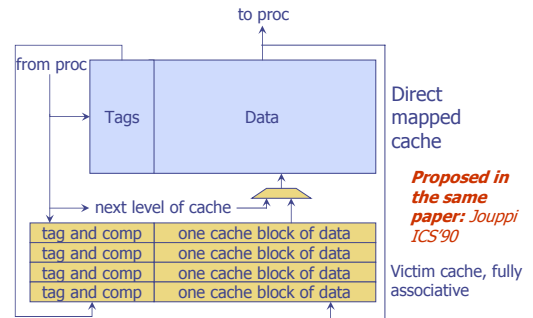 to proc
from proc
Tags
Data
Direct
mapped
cache
Proposed in
the same
paper: Jouppi
ICS'90
next level of cache
tag and comp one cache block of data
tag and comp one cache block of data
tag and comp one cache block of data
tag and comp one cache block of data
Victim cache, fully
associative